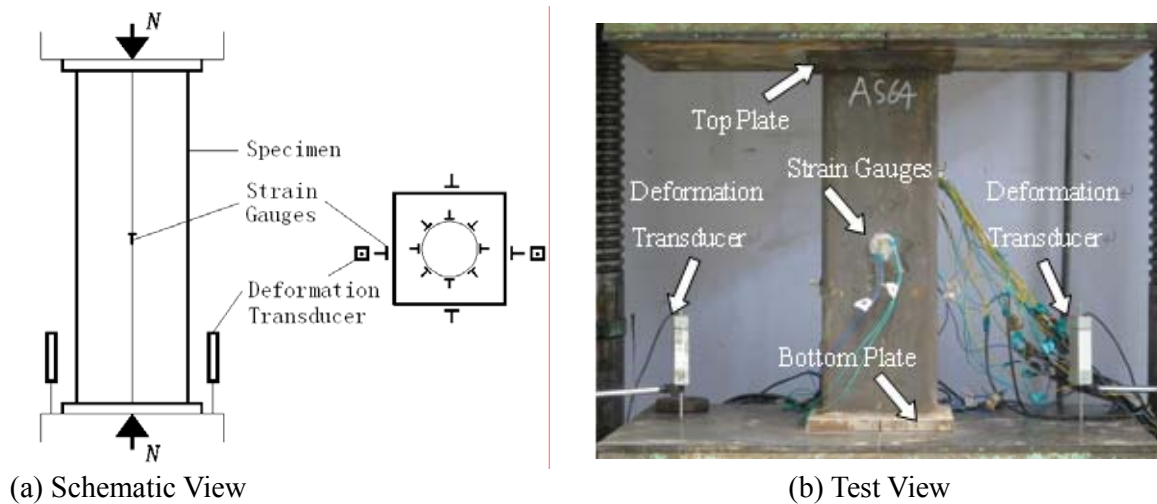 N
Specimen
Strain
Gauges
Deformation
Transducer
N
(a) Schematic View
AS64
Top Plate
Strain Gauges
Deformation
Transducer
Deformation
Transducer
Bottom Plate
(b) Test View